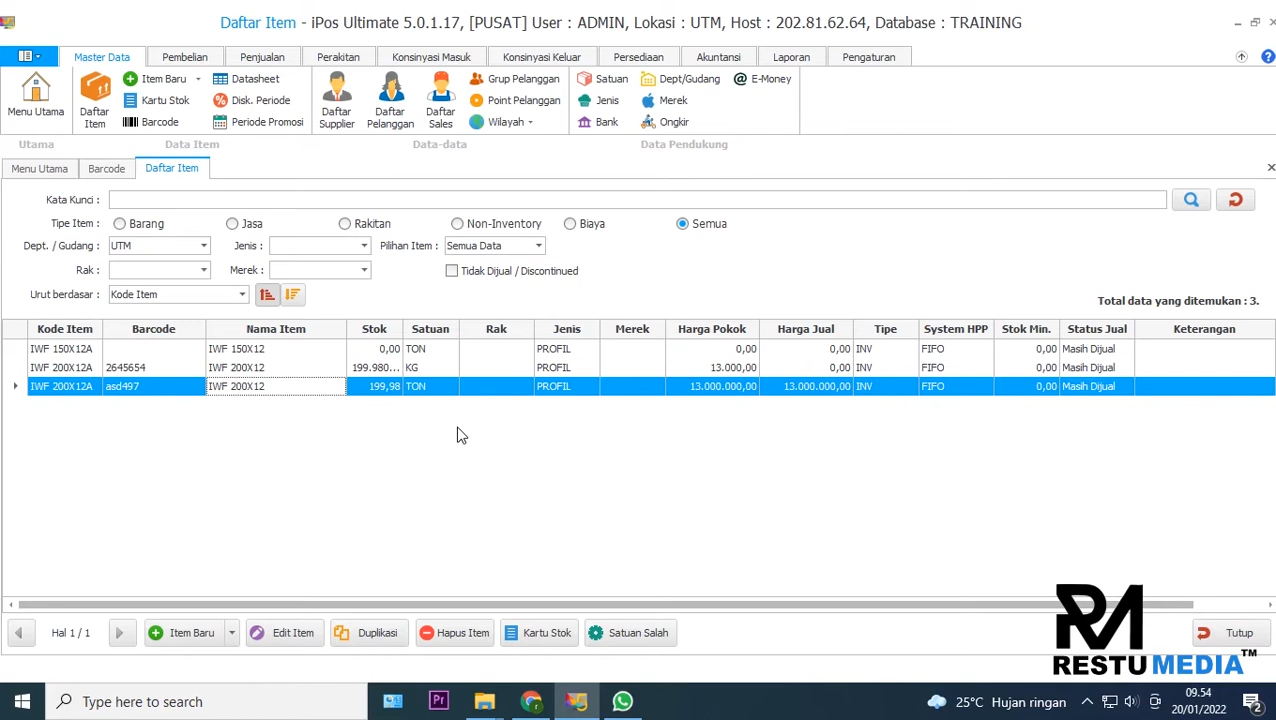 Daftar Item - iPos Ultimate 5.0.1.17, [PUSAT] User : ADMIN, Lokasi : UTM, Host : 202.81.62.64, Database : TRAINING
Master Data Pembelian Penjualan Perakitan Konsinyasi Masuk Konsinyasi Keluar Persediaan Akuntansi Laporan Pengaturan
Item Baru Datasheet Grup Pelanggan Satuan Dept/Gudang @ E-Money
Kartu Stok Disk. Periode Point Pelanggan Jenis Merek
Menu Utama Daftar Item Barcode Periode Promosi Daftar Supplier Daftar Pelanggan Daftar Sales Wilayah Bank Ongkir
Utama Data Item Data-data Data Pendukung
Menu Utama Barcode Daftar Item
Kata Kunci :
Tipe Item : Barang Jasa Rakitan Non-Inventory Biaya Semua
Dept. / Gudang : UTM Jenis : Pilihan Item : Semua Data
Rak : Merek : Tidak Dijual / Discontinued
Urut berdasar : Kode Item
Total data yang ditemukan : 3.
Kode Item Barcode Nama Item Stok Satuan Rak Jenis Merek Harga Pokok Harga Jual Tipe System HPP Stok Min. Status Jual Keterangan
IWF 150X12A IWF 150X12 0,00 TON PROFIL 0,00 0,00 INV FIFO 0,00 Masih Dijual
IWF 200X12A 2645654 IWF 200X12 199.980... KG PROFIL 13.000,00 0,00 INV FIFO 0,00 Masih Dijual
IWF 200X12A asd497 IWF 200X12 199,98 TON PROFIL 13.000.000,00 13.000.000,00 INV FIFO 0,00 Masih Dijual
Hal 1 / 1 Item Baru Edit Item Duplikasi Hapus Item Kartu Stok Satuan Salah Tutup
RM
RESTU MEDIA™
Type here to search Pr 25°C Hujan ringan 09.54
20/01/2022 2